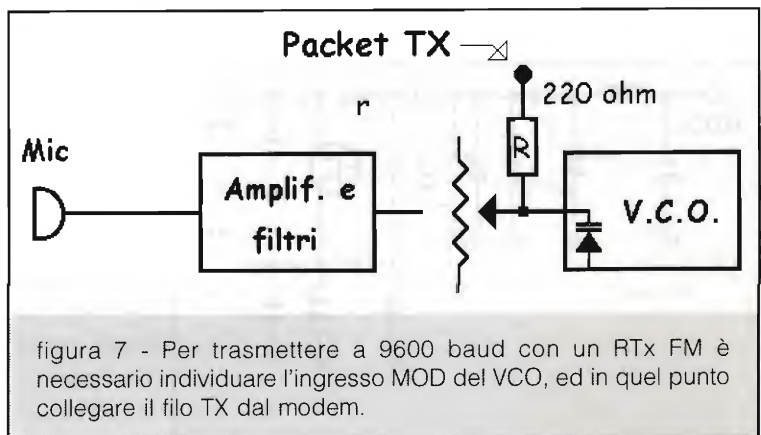 Packet TX
r
220 ohm
Mic
R
Amplif. e
filtri
V.C.O.
figura 7 - Per trasmettere a 9600 baud con un RTx FM è
necessario individuare l'ingresso MOD del VCO, ed in quel punto
collegare il filo TX dal modem.